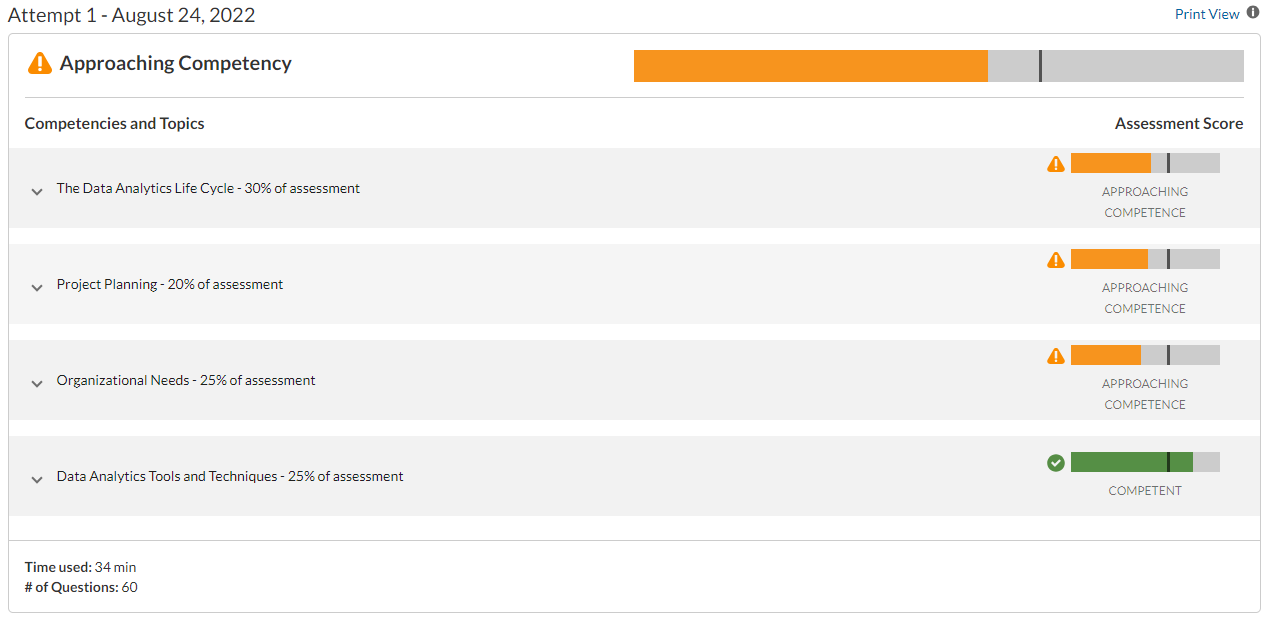 Attempt 1 - August 24, 2022
Print View
Approaching Competency
Competencies and Topics
Assessment Score
The Data Analytics Life Cycle - 30% of assessment
APPROACHING
COMPETENCE
Project Planning - 20% of assessment
APPROACHING
COMPETENCE
Organizational Needs - 25% of assessment
APPROACHING
COMPETENCE
Data Analytics Tools and Techniques - 25% of assessment
COMPETENT
Time used: 34 min
# of Questions: 60